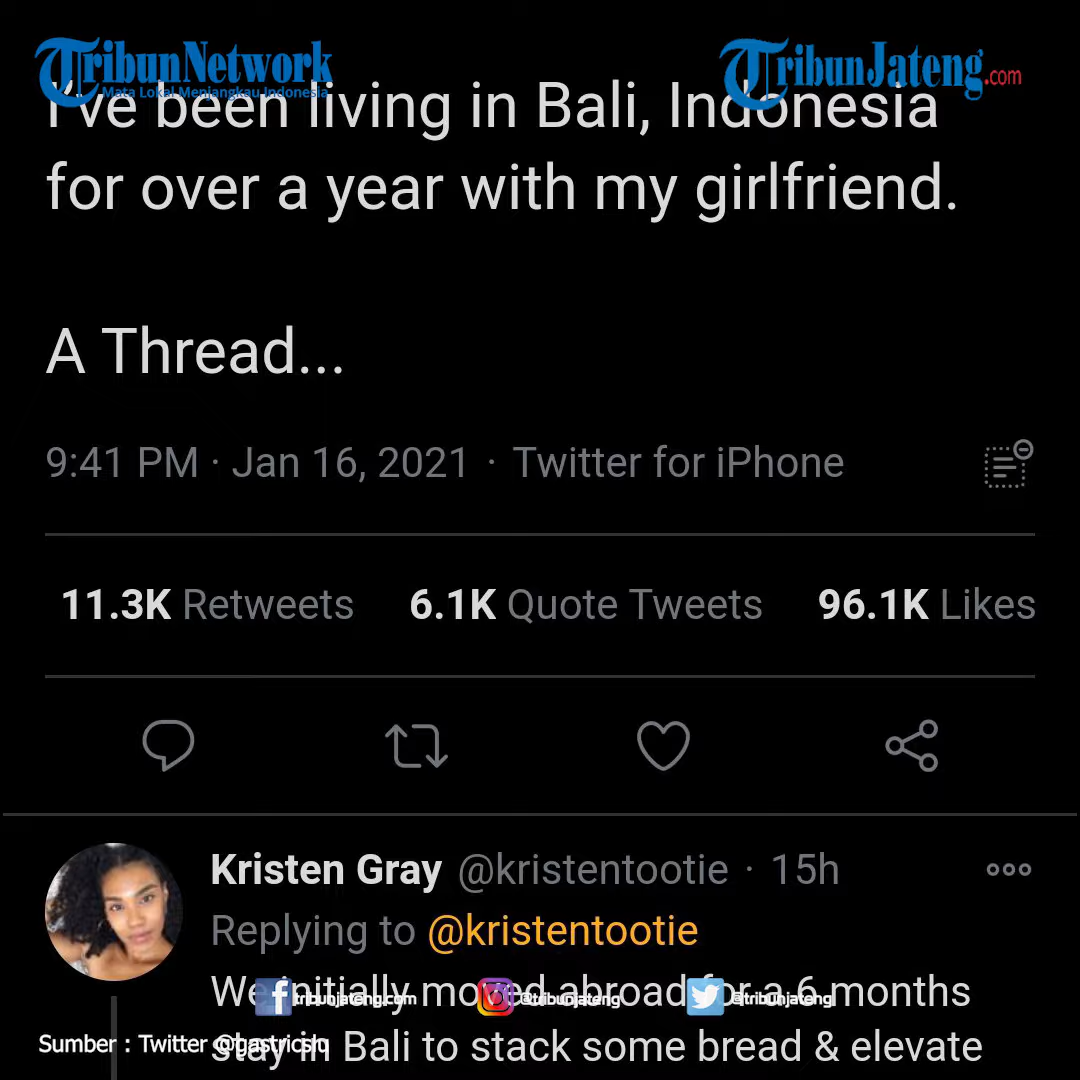 TribunNetwork
Mata Lokal Menjangkau Indonesia
TribunJateng.com
I've been living in Bali, Indonesia
for over a year with my girlfriend.
A Thread...
9:41 PM · Jan 16, 2021 · Twitter for iPhone
11.3K Retweets 6.1K Quote Tweets 96.1K Likes
Kristen Gray @kristentootie · 15h
Replying to @kristentootie
We initially moved abroad for a 6 months
tribunjateng.com @tribunjateng @tribunjateng
stay in Bali to stack some bread & elevate
Sumber : Twitter